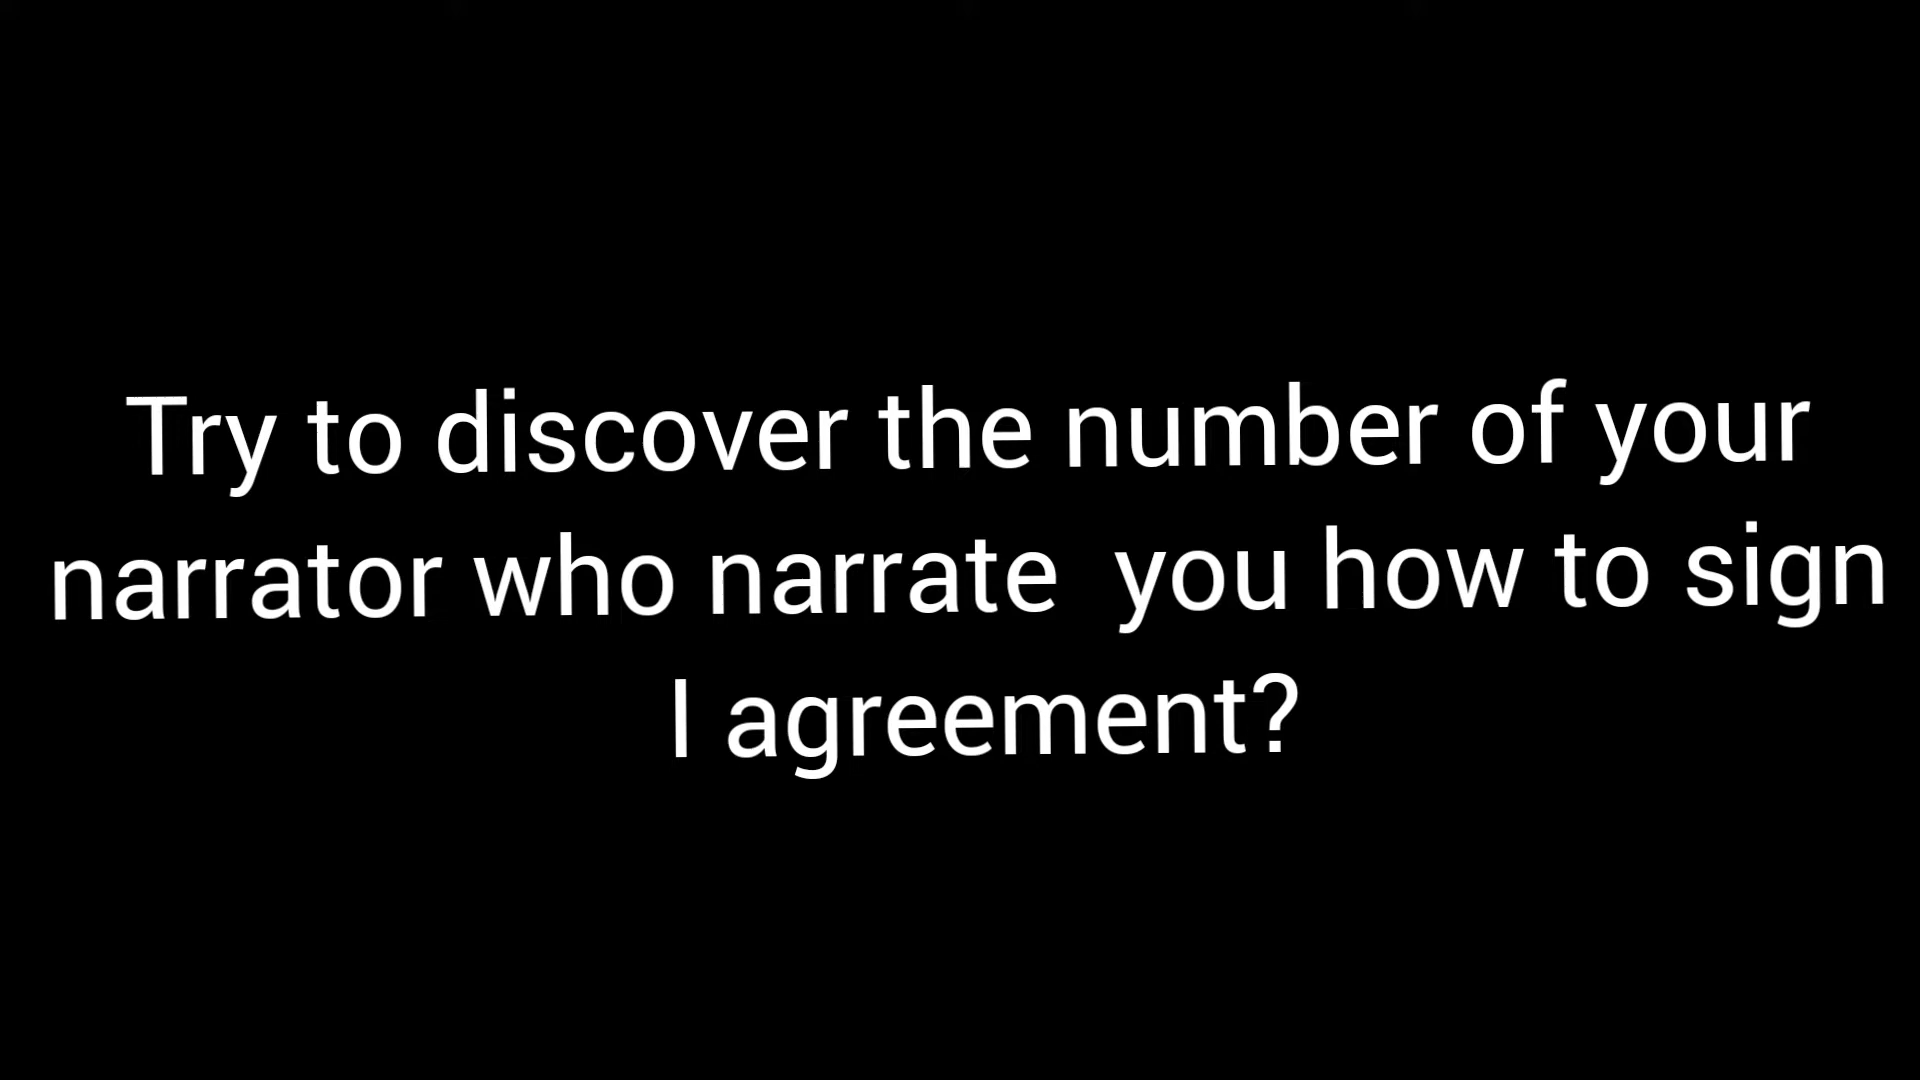 Try to discover the number of your
narrator who narrate  you how to sign
I agreement?